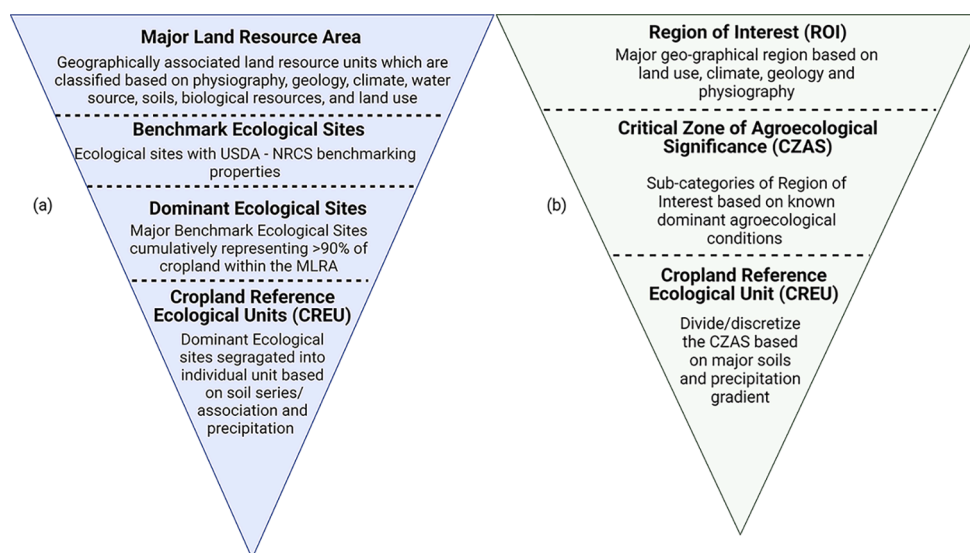 Major Land Resource Area
Geographically associated land resource units which are
classified based on physiography, geology, climate, water
source, soils, biological resources, and land use
Benchmark Ecological Sites
Ecological sites with USDA - NRCS benchmarking
properties
(a)
Dominant Ecological Sites
Major Benchmark Ecological Sites
cumulatively representing >90% of
cropland within the MLRA
Cropland Reference
Ecological Units (CREU)
Dominant Ecological
sites segregated into
individual unit based
on soil series/
association and
precipitation
Region of Interest (ROI)
Major geo-graphical region based on
land use, climate, geology and
physiography
Critical Zone of Agroecological
Significance (CZAS)
(b)
Sub-categories of Region of
Interest based on known
dominant agroecological
conditions
Cropland Reference
Ecological Unit (CREU)
Divide/discretize
the CZAS based
on major soils
and precipitation
gradient